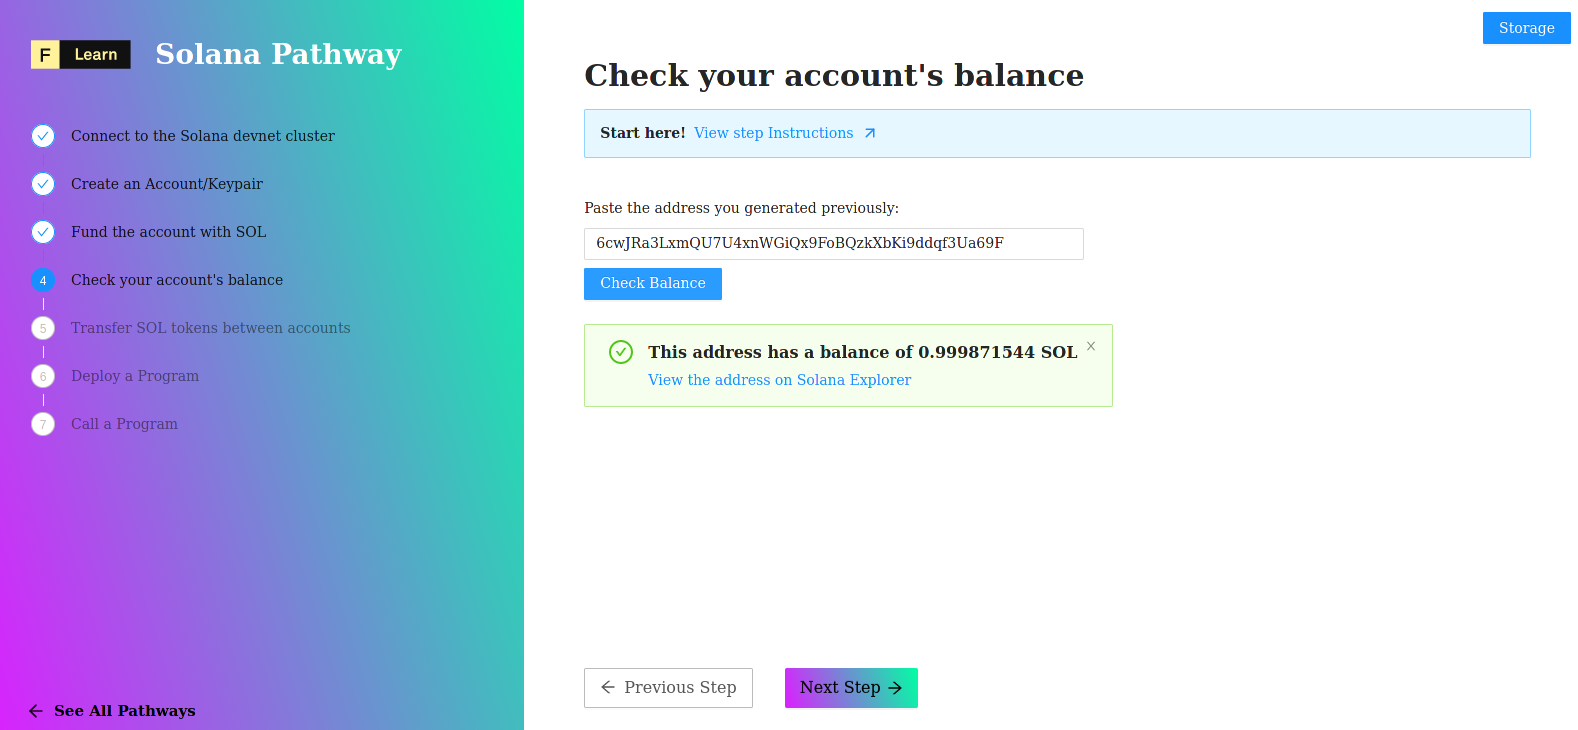 F Learn
Solana Pathway
Connect to the Solana devnet cluster
Create an Account/Keypair
Fund the account with SOL
4 Check your account's balance
5 Transfer SOL tokens between accounts
6 Deploy a Program
7 Call a Program
See All Pathways
Storage
Check your account's balance
Start here! View step Instructions
Paste the address you generated previously:
6cwJRa3LxmQU7U4xnWGiQx9FoBQzkXbKi9ddqf3Ua69F
Check Balance
This address has a balance of 0.999871544 SOL
View the address on Solana Explorer
Previous Step
Next Step